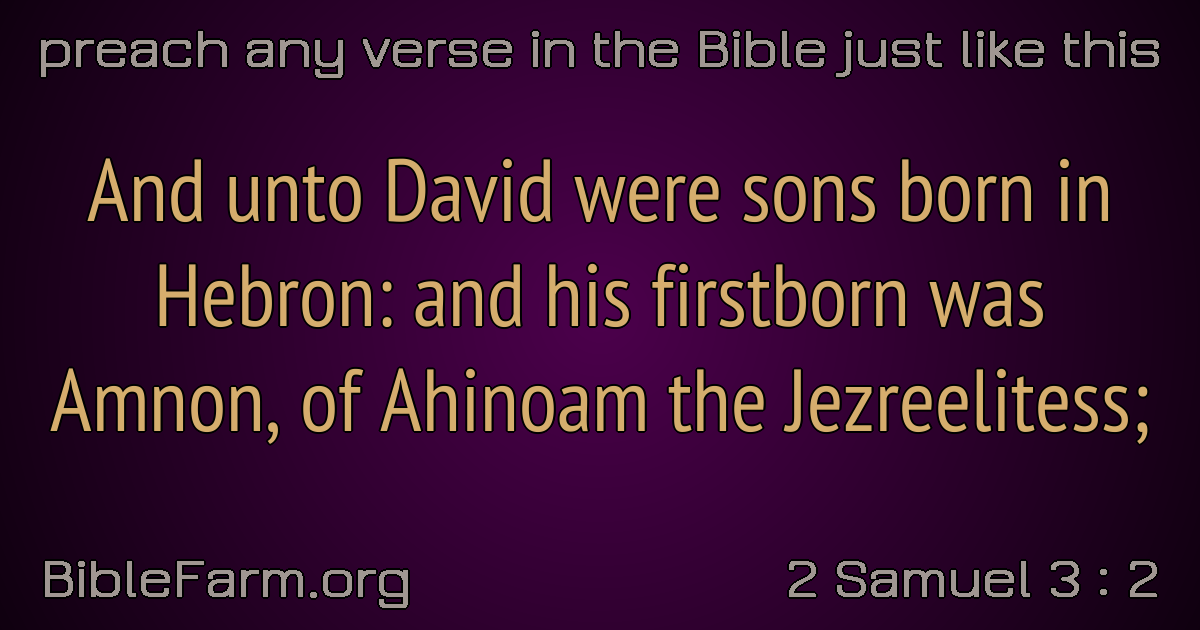 preach any verse in the Bible just like this
And unto David were sons born in
Hebron: and his firstborn was
Amnon, of Ahinoam the Jezreelitess;
BibleFarm.org
2 Samuel 3 : 2